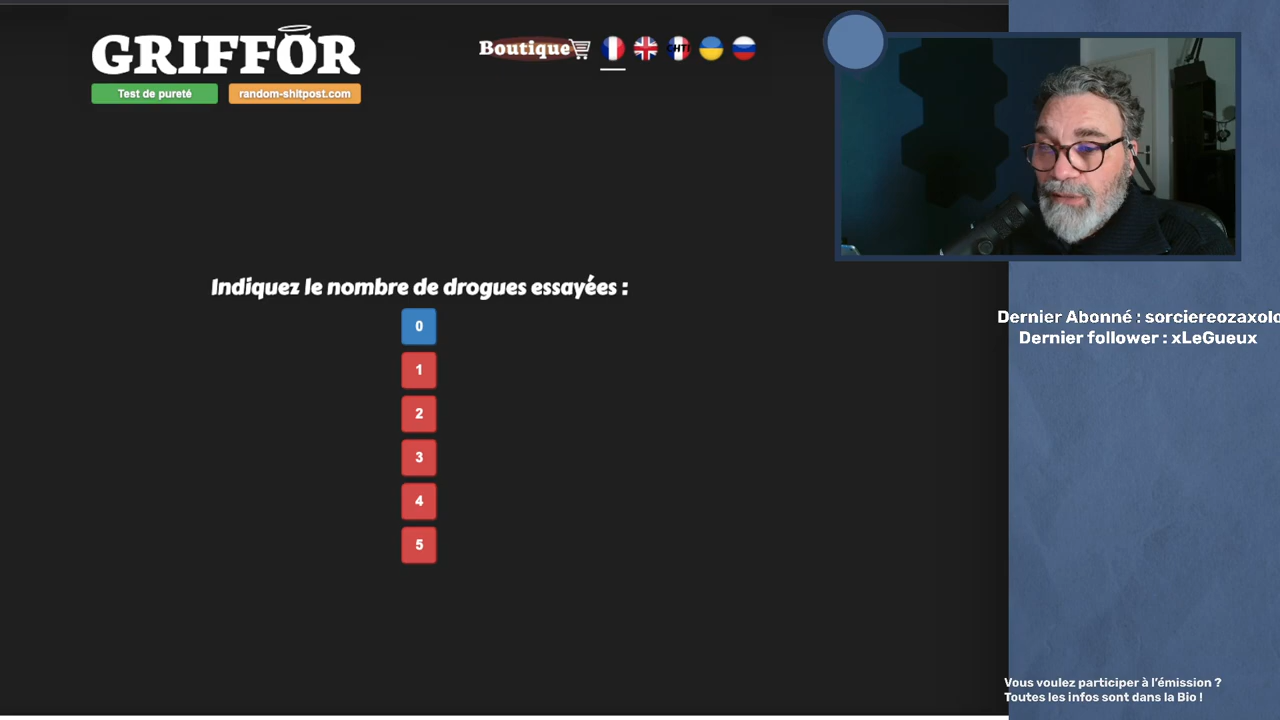 GRIFFOR
Boutique
CHTI
Test de pureté
random-shitpost.com
Indiquez le nombre de drogues essayées :
0
1
2
3
4
5
Dernier Abonné : sorciereozaxolo
Dernier follower : xLeGueux
Vous voulez participer à l'émission ?
Toutes les infos sont dans la Bio !